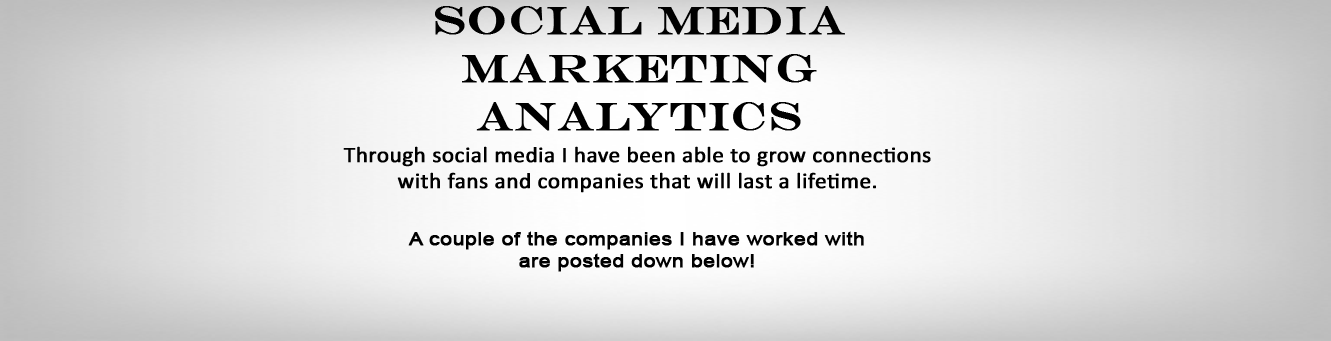 SOCIAL MEDIA
MARKETING
ANALYTICS
Through social media I have been able to grow connections
with fans and companies that will last a lifetime.
A couple of the companies I have worked with
are posted down below!